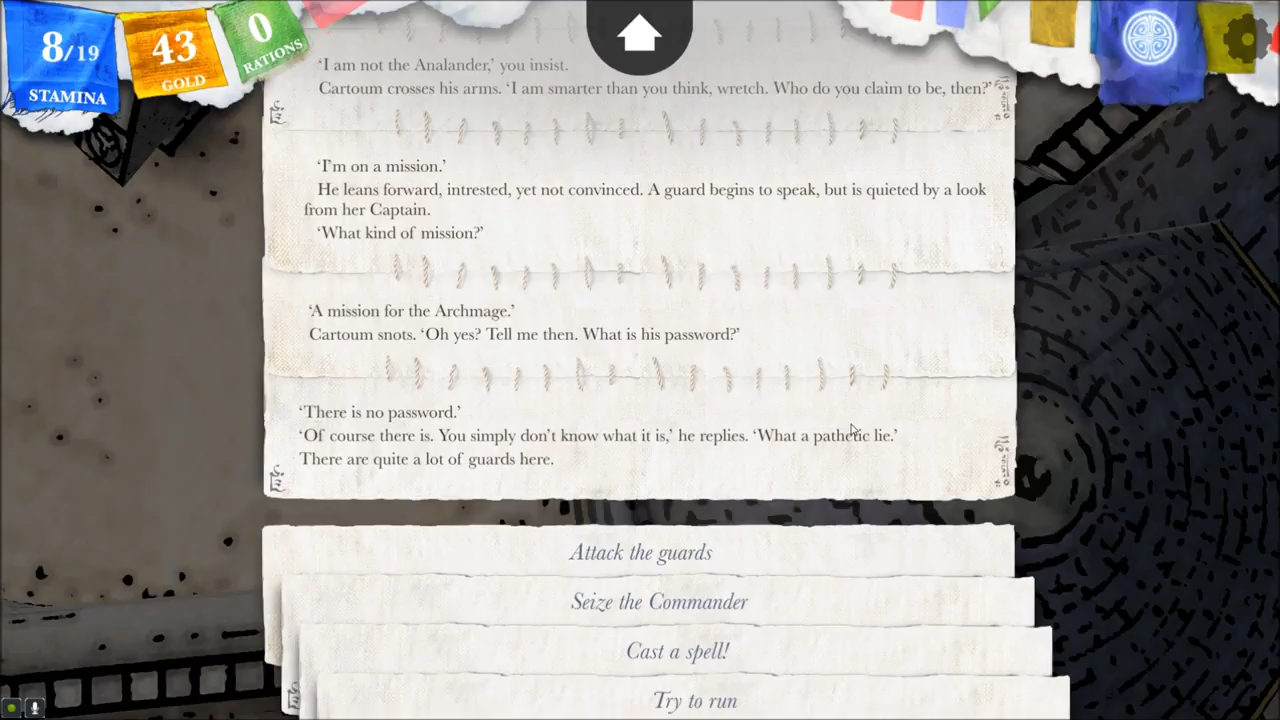 8/19
STAMINA
43
GOLD
0
RATIONS
‘I am not the Analander,’ you insist.
Cartoum crosses his arms. ‘I am smarter than you think, wretch. Who do you claim to be, then?’
‘I’m on a mission.’
He leans forward, intrested, yet not convinced. A guard begins to speak, but is quieted by a look
from her Captain.
‘What kind of mission?’
‘A mission for the Archmage.’
Cartoum snots. ‘Oh yes? Tell me then. What is his password?’
‘There is no password.’
‘Of course there is. You simply don’t know what it is,’ he replies. ‘What a pathetic lie.’
There are quite a lot of guards here.
Attack the guards
Seize the Commander
Cast a spell!
Try to run